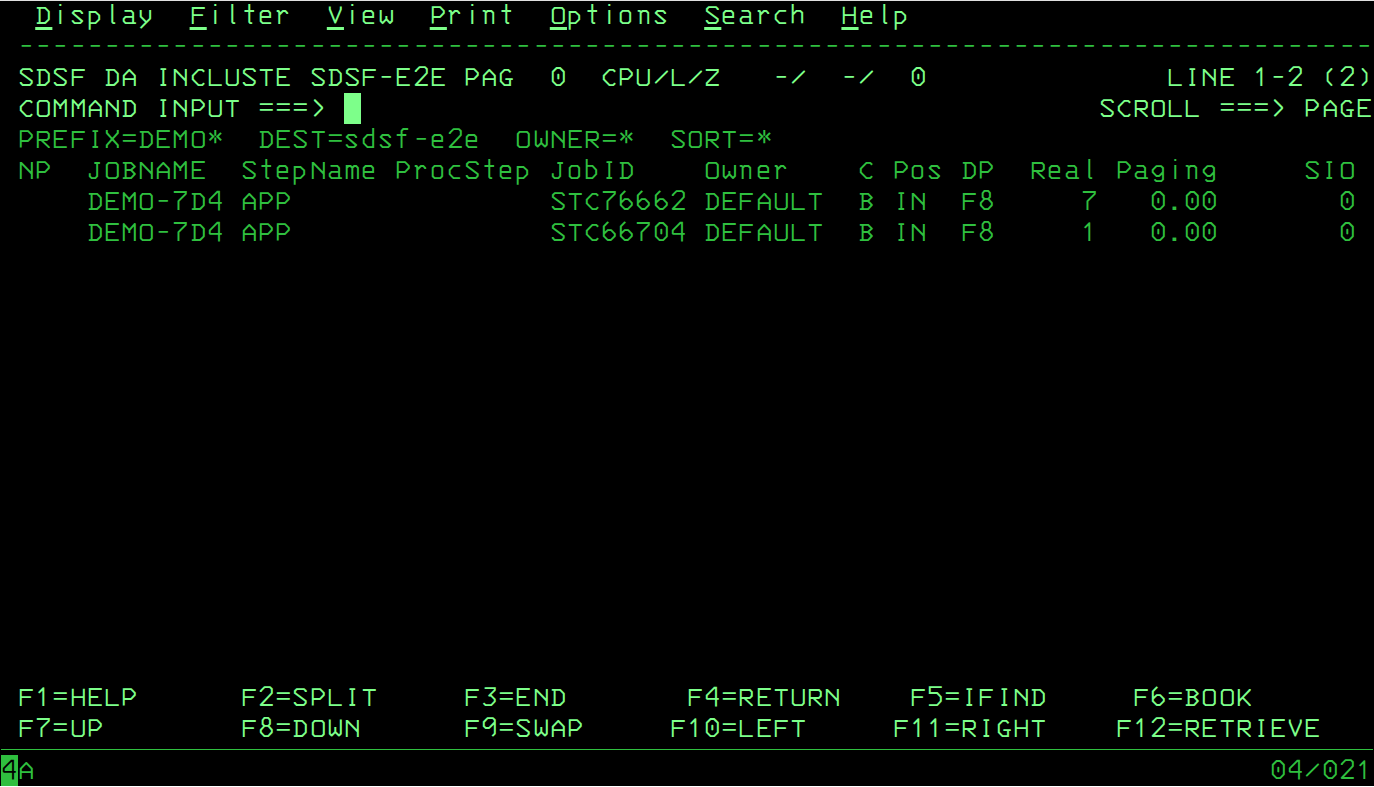 Display  Filter  View  Print  Options  Search  Help
-------------------------------------------------------------------------------
SDSF DA INCLUSTE SDSF-E2E PAG  0  CPU/L/Z   -/  -/  0              LINE 1-2 (2)
COMMAND INPUT ===>                                             SCROLL ===> PAGE
PREFIX=DEMO*  DEST=sdsf-e2e  OWNER=*  SORT=*
NP  JOBNAME  StepName ProcStep JobID    Owner    C Pos DP   Real Paging     SIO
    DEMO-7D4 APP               STC76662 DEFAULT  B IN  F8      7   0.00       0
    DEMO-7D4 APP               STC66704 DEFAULT  B IN  F8      1   0.00       0
F1=HELP      F2=SPLIT     F3=END       F4=RETURN    F5=IFIND     F6=BOOK
F7=UP        F8=DOWN      F9=SWAP     F10=LEFT     F11=RIGHT    F12=RETRIEVE
4A                                                                       04/021